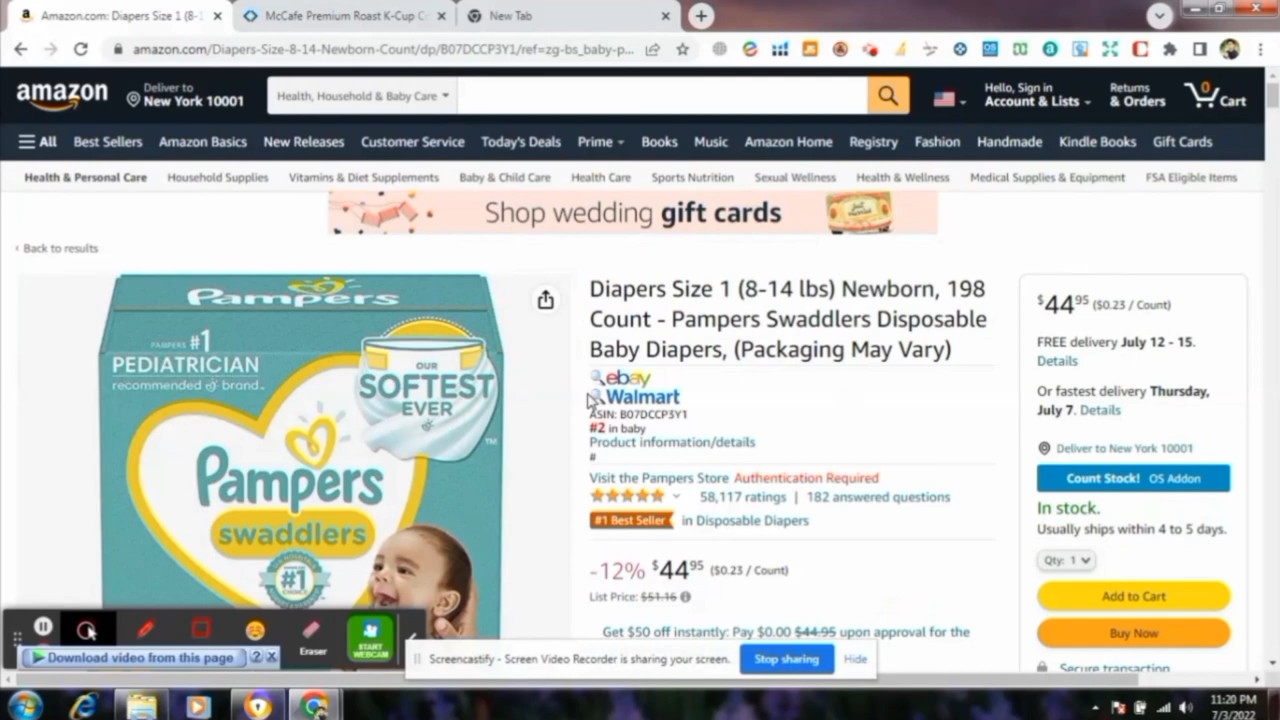 Amazon.com: Diapers Size 1 (8-1
McCafe Premium Roast K-Cup C
New Tab
amazon.com/Diapers-Size-8-14-Newborn-Count/dp/B07DCCP3Y1/ref=zg-bs_baby-p...
amazon
Deliver to
New York 10001
Health, Household & Baby Care
Hello, Sign in
Account & Lists
Returns
& Orders
0
Cart
All
Best Sellers
Amazon Basics
New Releases
Customer Service
Today's Deals
Prime
Books
Music
Amazon Home
Registry
Fashion
Handmade
Kindle Books
Gift Cards
Health & Personal Care
Household Supplies
Vitamins & Diet Supplements
Baby & Child Care
Health Care
Sports Nutrition
Sexual Wellness
Health & Wellness
Medical Supplies & Equipment
FSA Eligible Items
Shop wedding gift cards
‹ Back to results
Pampers
PAMPERS #1
PEDIATRICIAN
recommended brand
OUR
SOFTEST
EVER
TM
Pampers
swaddlers
#1
Diapers Size 1 (8-14 lbs) Newborn, 198
Count - Pampers Swaddlers Disposable
Baby Diapers, (Packaging May Vary)
ebay
Walmart
ASIN: B07DCCP3Y1
#2 in baby
Product information/details
#
Visit the Pampers Store Authentication Required
58,117 ratings | 182 answered questions
#1 Best Seller in Disposable Diapers
-12% $4495 ($0.23 / Count)
List Price: $51.16
Get $50 off instantly: Pay $0.00 $44.95 upon approval for the
$4495 ($0.23 / Count)
FREE delivery July 12 - 15.
Details
Or fastest delivery Thursday,
July 7. Details
Deliver to New York 10001
Count Stock! OS Addon
In stock.
Usually ships within 4 to 5 days.
Qty: 1
Add to Cart
Buy Now
Secure transaction
Eraser
START
WEBCAM
Download video from this page
? X
Screencastify - Screen Video Recorder is sharing your screen.
Stop sharing
Hide
11:20 PM
7/3/2022